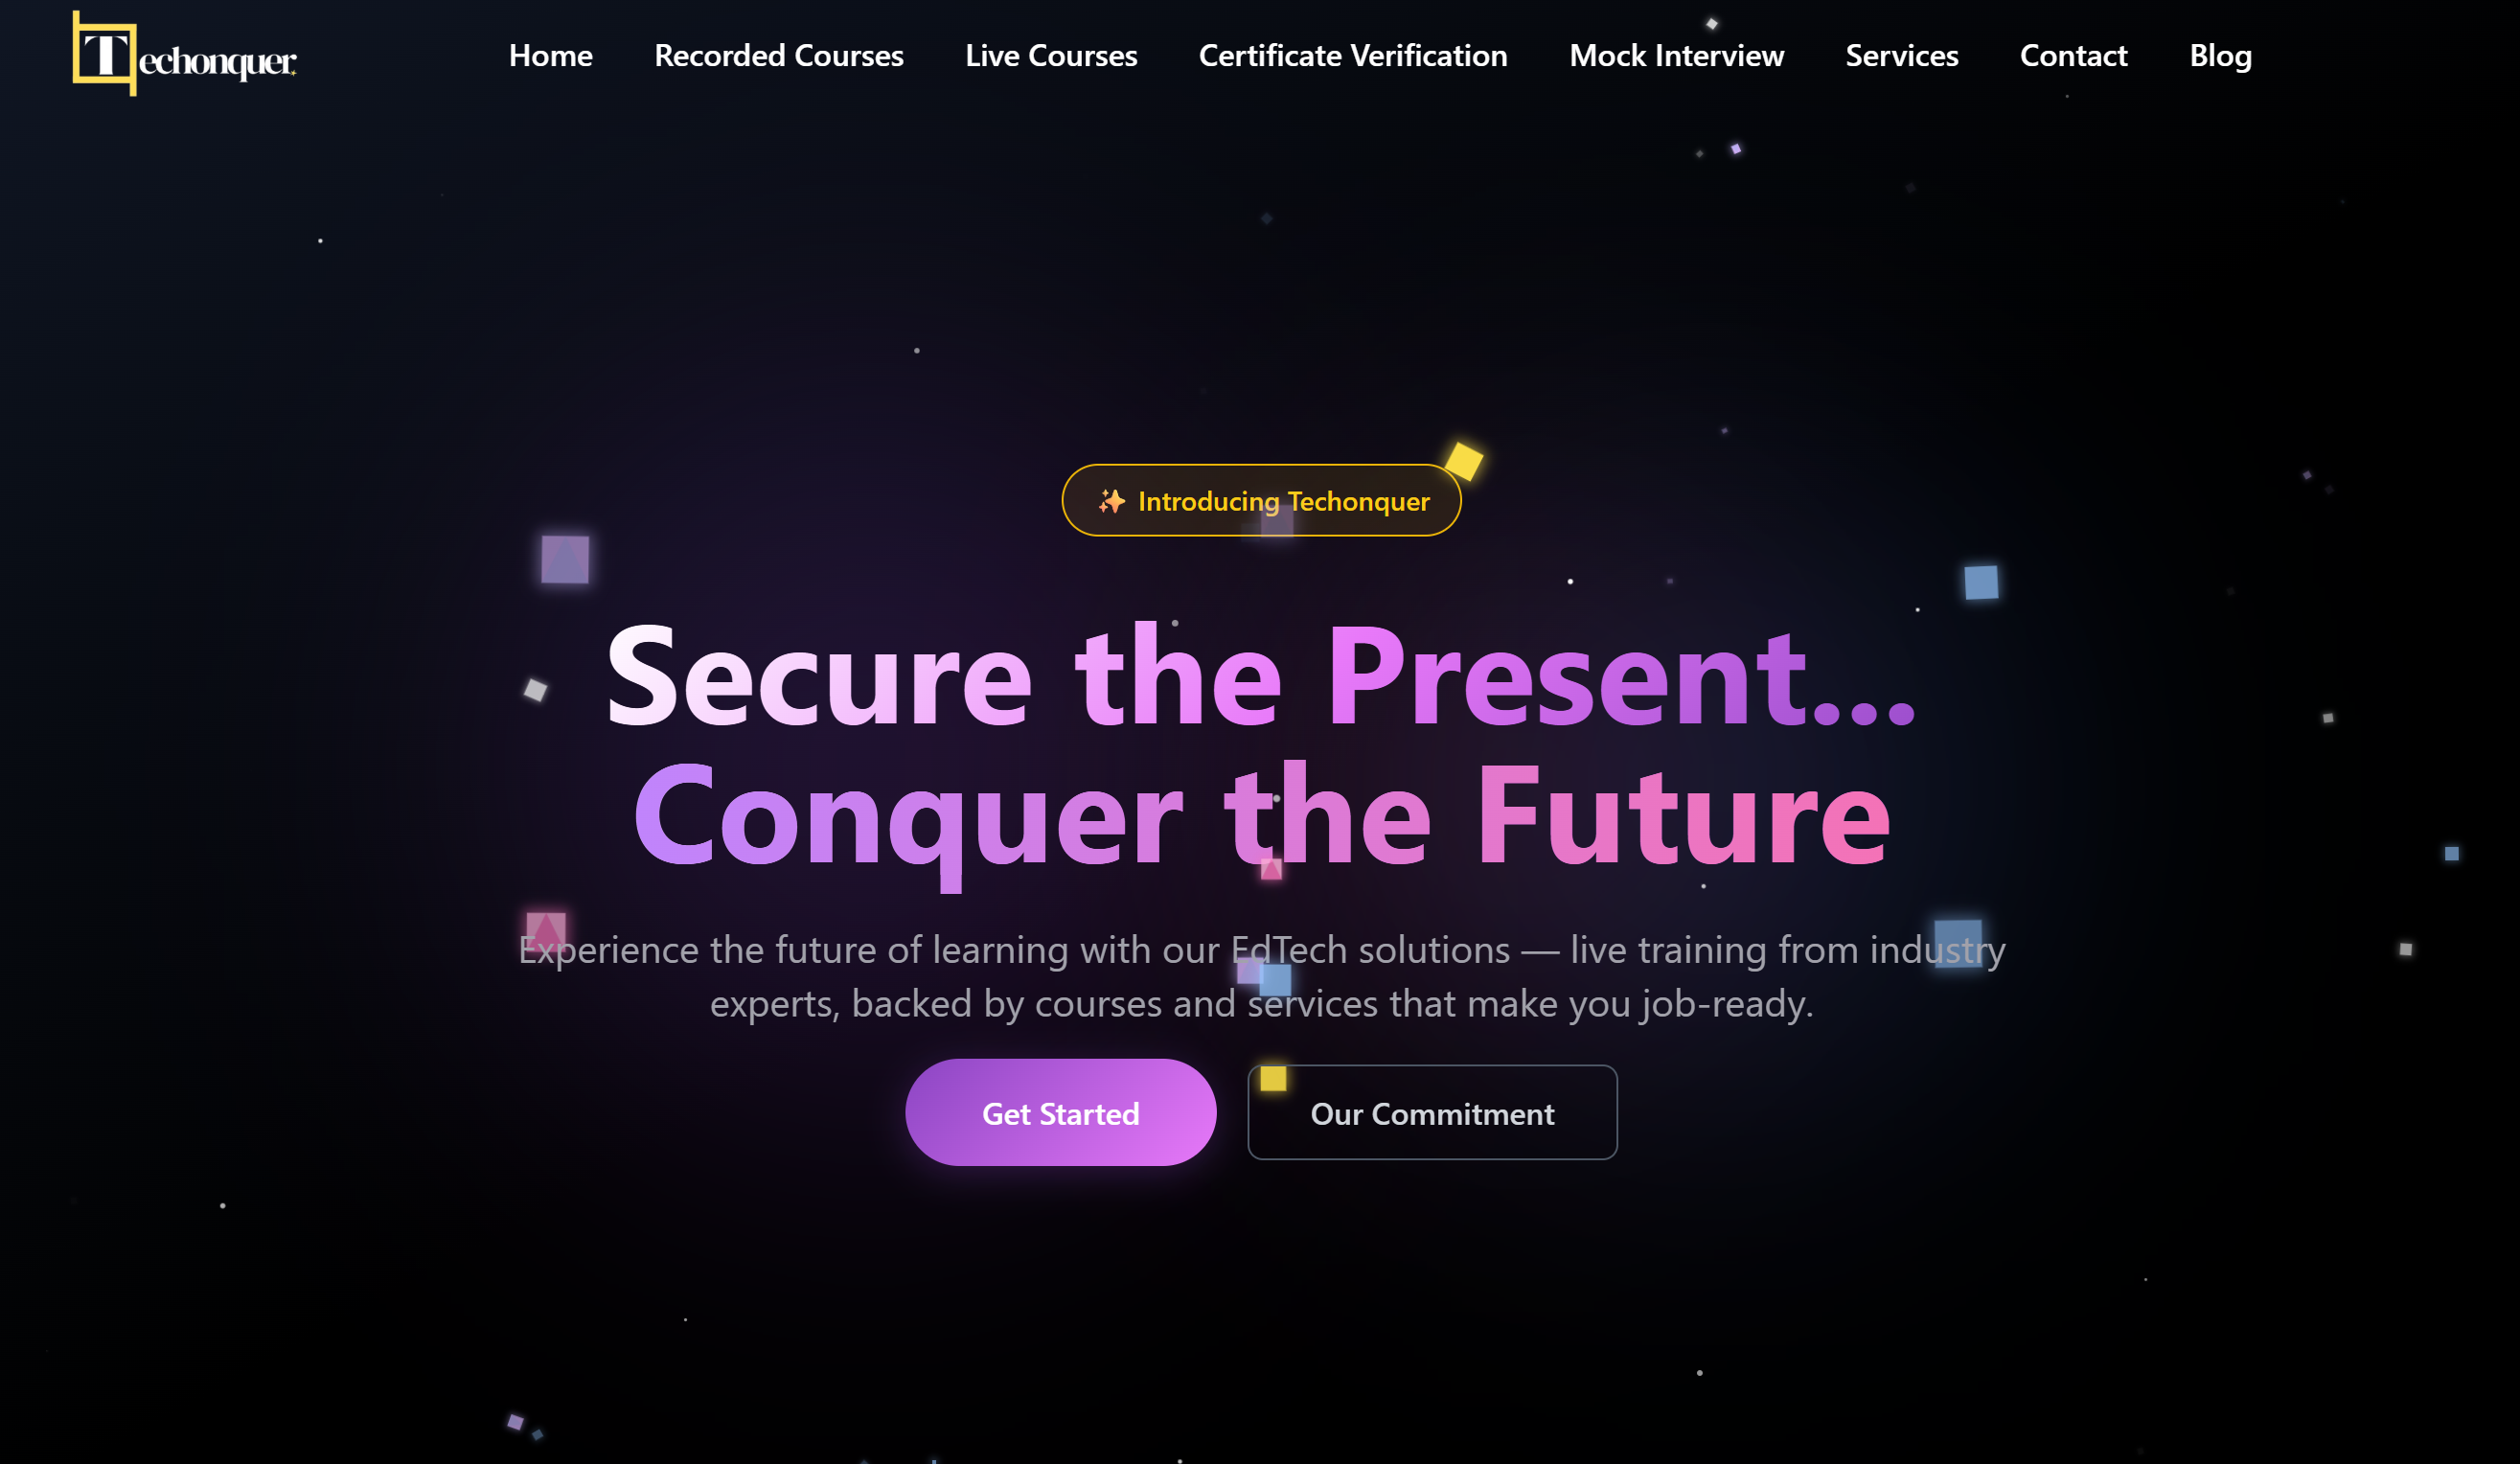 Techonquer
Home Recorded Courses Live Courses Certificate Verification Mock Interview Services Contact Blog
✨ Introducing Techonquer
Secure the Present...
Conquer the Future
Experience the future of learning with our EdTech solutions — live training from industry
experts, backed by courses and services that make you job-ready.
Get Started Our Commitment